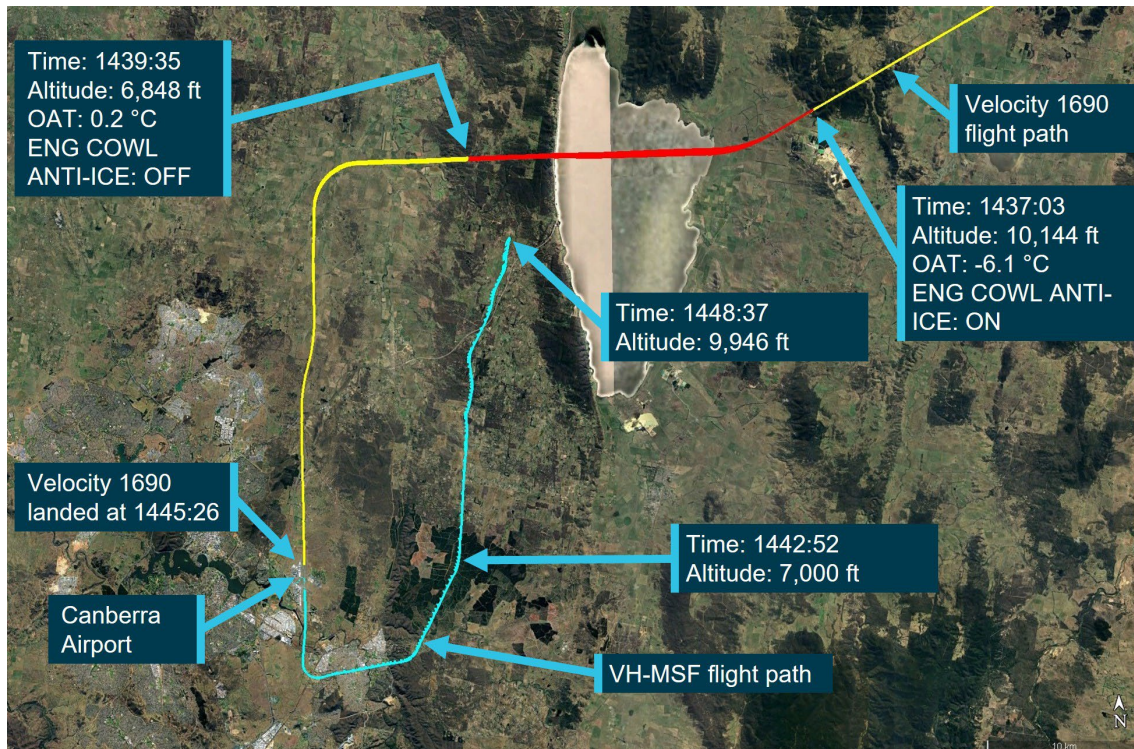 Time: 1439:35
Altitude: 6,848 ft
OAT: 0.2 °C
ENG COWL
ANTI-ICE: OFF
Velocity 1690
flight path
Time: 1437:03
Altitude: 10,144 ft
OAT: -6.1 °C
ENG COWL ANTI-
ICE: ON
Time: 1448:37
Altitude: 9,946 ft
Velocity 1690
landed at 1445:26
Time: 1442:52
Altitude: 7,000 ft
Canberra
Airport
VH-MSF flight path
N
10 km